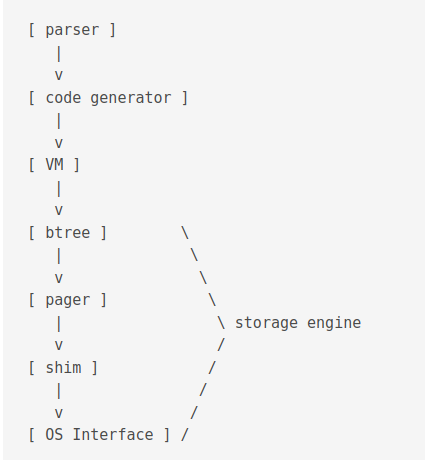 [ parser ]
   |
   v
[ code generator ]
   |
   v
[ VM ]
   |
   v
[ btree ]        \
   |              \
   v               \
[ pager ]           \
   |                 \ storage engine
   v                 /
[ shim ]            /
   |               /
   v              /
[ OS Interface ] /